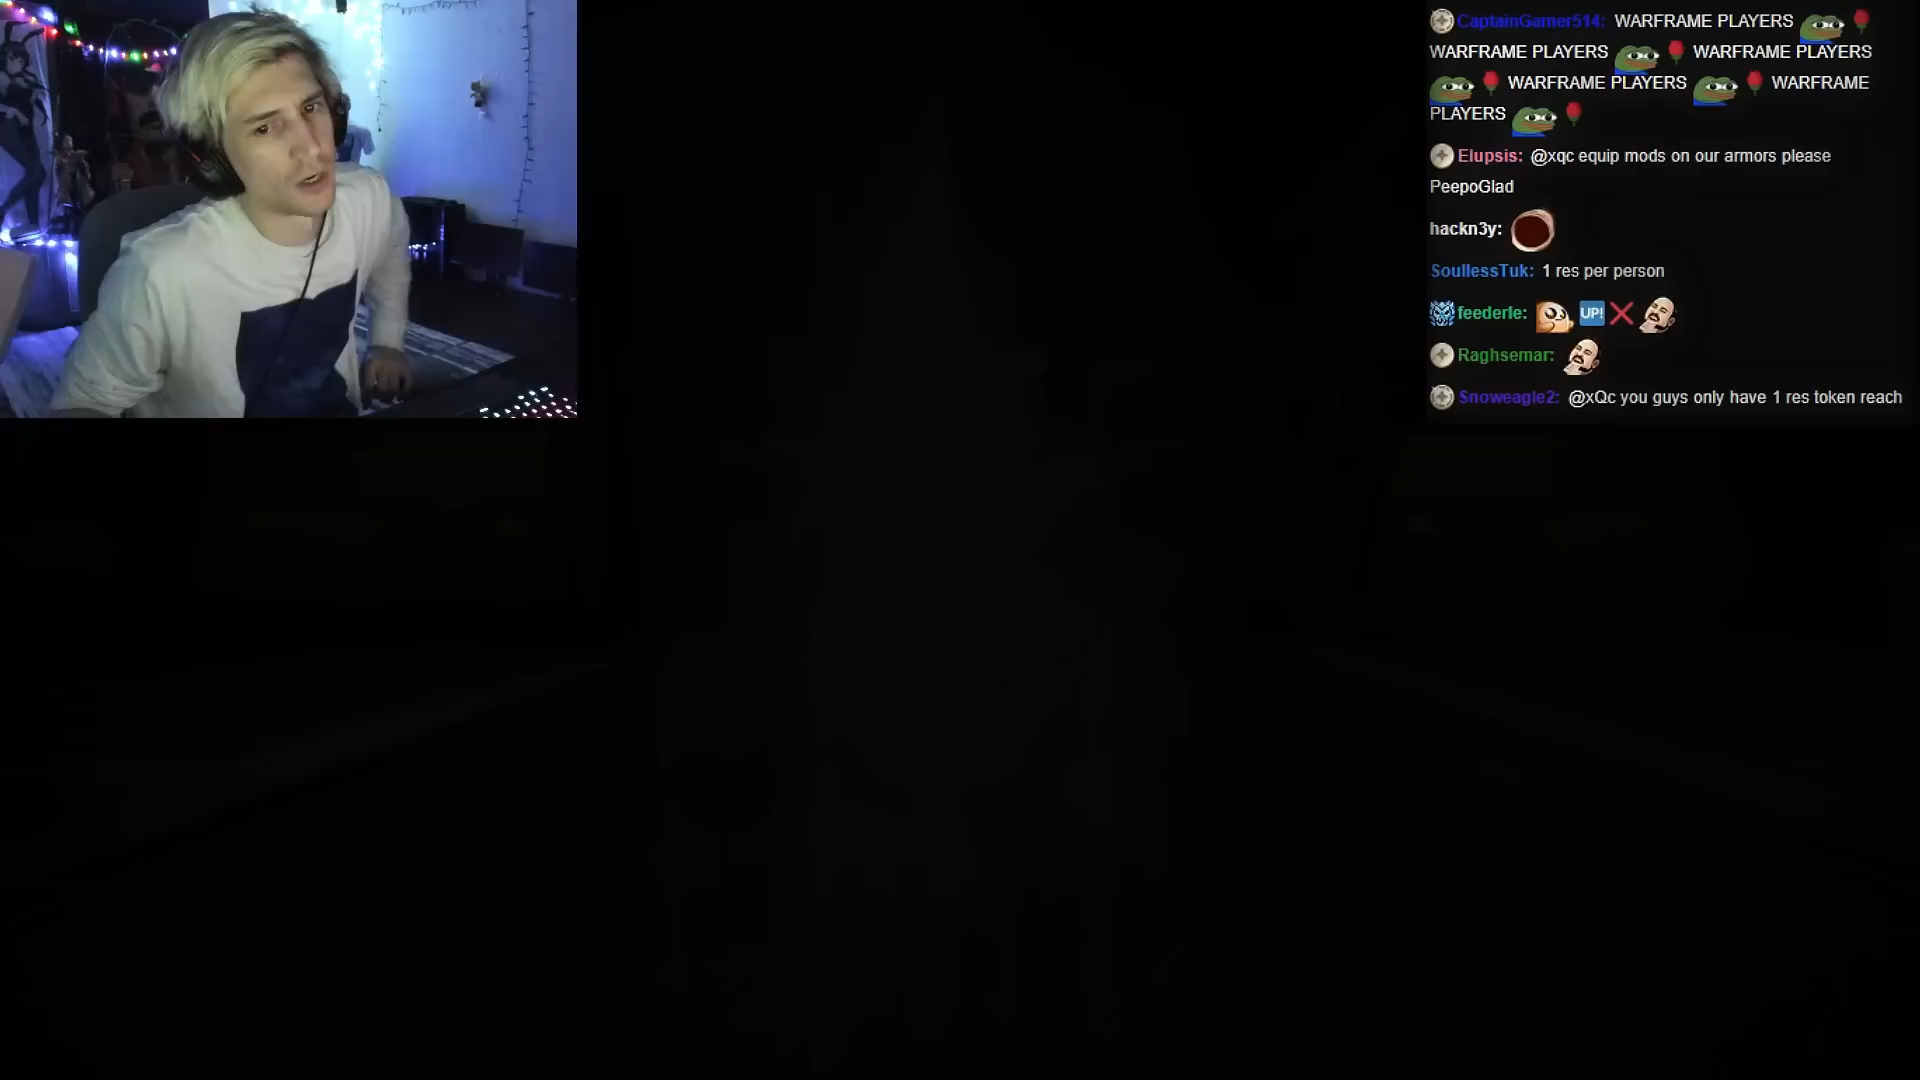 CaptainGamer514: WARFRAME PLAYERS
WARFRAME PLAYERS WARFRAME PLAYERS
WARFRAME PLAYERS WARFRAME
PLAYERS
Elupsis: @xqc equip mods on our armors please
PeepoGlad
hackn3y:
SoullessTuk: 1 res per person
feederle: UP!
Raghsemar:
Snoweagle2: @xQc you guys only have 1 res token reach